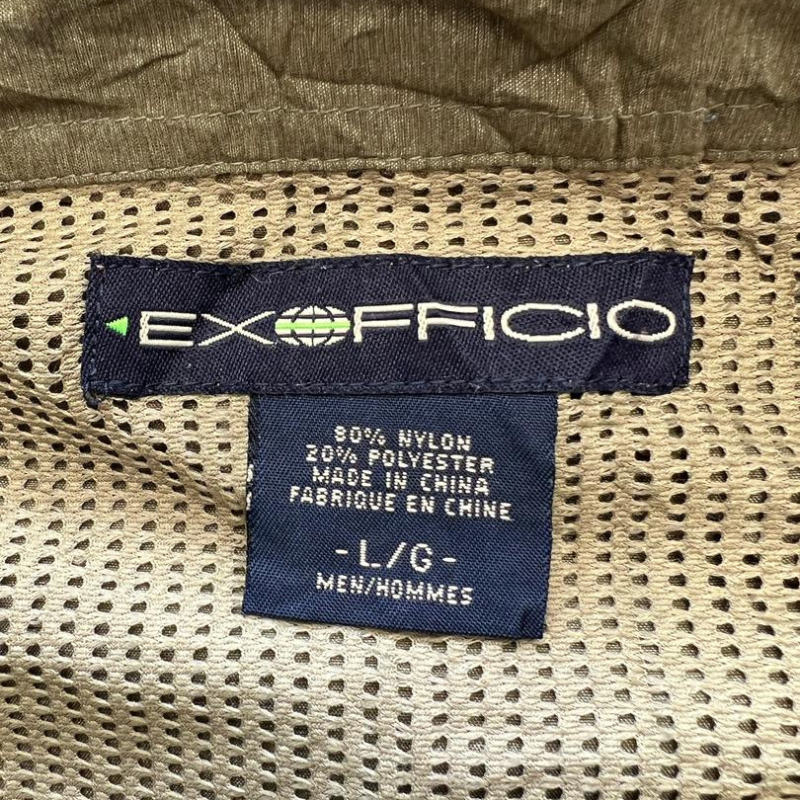 EXOFFICIO
80% NYLON
20% POLYESTER
MADE IN CHINA
FABRIQUE EN CHINE
- L/G -
MEN/HOMMES